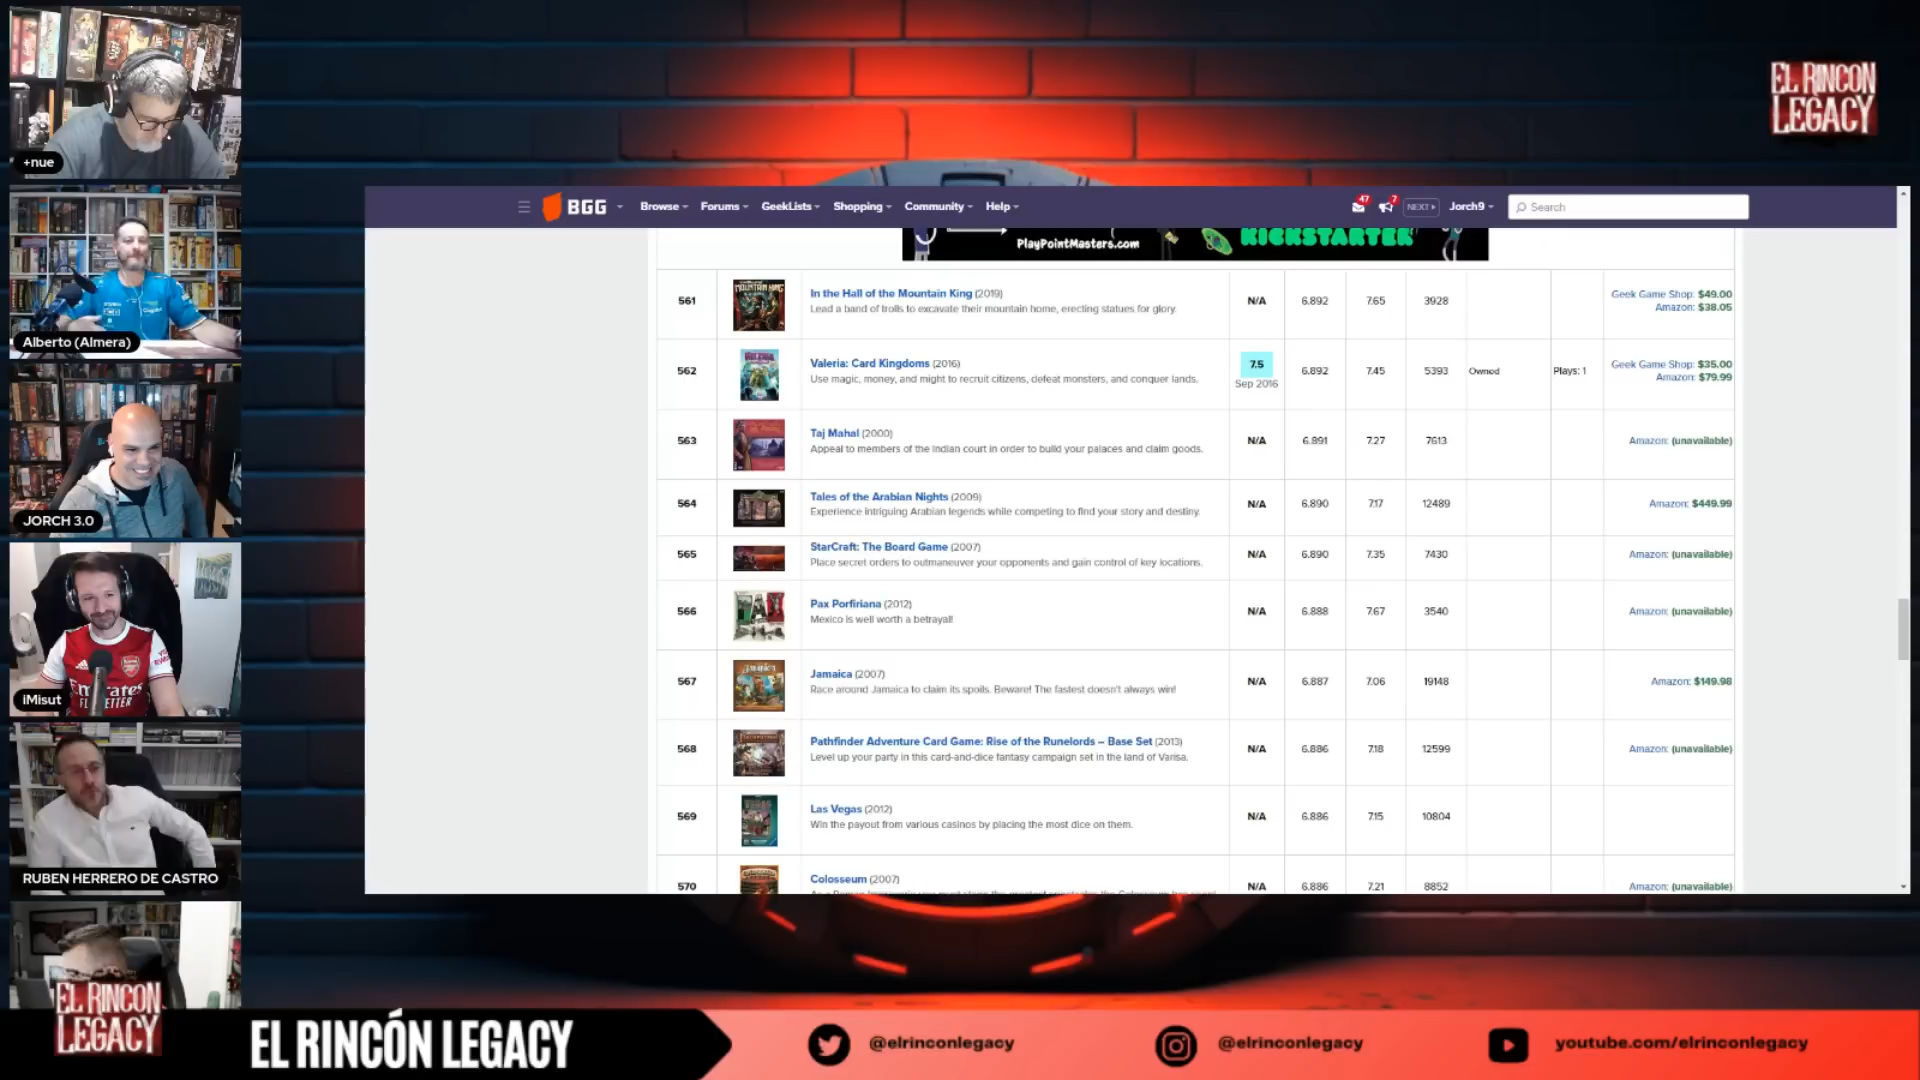 +nue
Alberto (Almera)
JORCH 3.0
iMisut
Emirates
FLY BETTER
RUBEN HERRERO DE CASTRO
EL RINCON
LEGACY
BGG
Browse
Forums
GeekLists
Shopping
Community
Help
47
7
NEXT
Jorch9
Search
PlayPointMasters.com
KICKSTARTER
561
In the Hall of the Mountain King (2019)
Lead a band of trolls to excavate their mountain home, erecting statues for glory.
N/A
6.892
7.65
3928
Geek Game Shop: $49.00
Amazon: $38.05
562
Valeria: Card Kingdoms (2016)
Use magic, money, and might to recruit citizens, defeat monsters, and conquer lands.
7.5
Sep 2016
6.892
7.45
5393
Owned
Plays: 1
Geek Game Shop: $35.00
Amazon: $79.99
563
Taj Mahal (2000)
Appeal to members of the Indian court in order to build your palaces and claim goods.
N/A
6.891
7.27
7613
Amazon: (unavailable)
564
Tales of the Arabian Nights (2009)
Experience intriguing Arabian legends while competing to find your story and destiny.
N/A
6.890
7.17
12489
Amazon: $449.99
565
StarCraft: The Board Game (2007)
Place secret orders to outmaneuver your opponents and gain control of key locations.
N/A
6.890
7.35
7430
Amazon: (unavailable)
566
Pax Porfiriana (2012)
Mexico is well worth a betrayal!
N/A
6.888
7.67
3540
Amazon: (unavailable)
567
Jamaica (2007)
Race around Jamaica to claim its spoils. Beware! The fastest doesn't always win!
N/A
6.887
7.06
19148
Amazon: $149.98
568
Pathfinder Adventure Card Game: Rise of the Runelords – Base Set (2013)
Level up your party in this card-and-dice fantasy campaign set in the land of Varisa.
N/A
6.886
7.18
12599
Amazon: (unavailable)
569
Las Vegas (2012)
Win the payout from various casinos by placing the most dice on them.
N/A
6.886
7.15
10804
570
Colosseum (2007)
N/A
6.886
7.21
8852
Amazon: (unavailable)
EL RINCON
LEGACY
EL RINCÓN LEGACY
@elrinconlegacy
@elrinconlegacy
youtube.com/elrinconlegacy